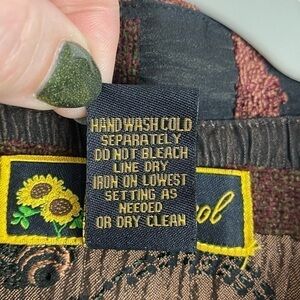 HAND WASH COLD
SEPARATELY
DO NOT BLEACH
LINE DRY
IRON ON LOWEST
SETTING AS
NEEDED
OR DRY CLEAN